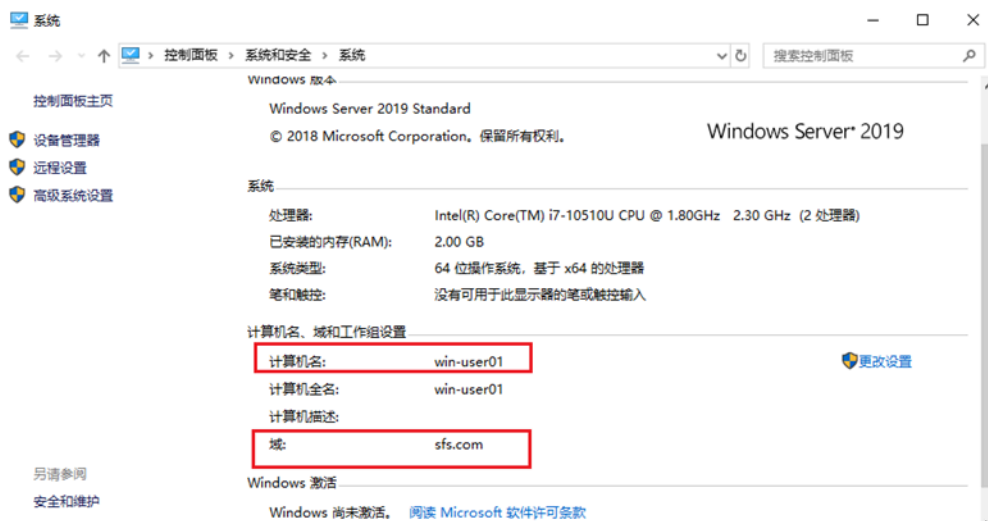 系统
控制面板 › 系统和安全 › 系统
搜索控制面板
控制面板主页
设备管理器
远程设置
高级系统设置
另请参阅
安全和维护
Windows 版本
Windows Server 2019 Standard
© 2018 Microsoft Corporation。保留所有权利。
Windows Server 2019
系统
处理器: Intel(R) Core(TM) i7-10510U CPU @ 1.80GHz 2.30 GHz (2 处理器)
已安装的内存(RAM): 2.00 GB
系统类型: 64 位操作系统，基于 x64 的处理器
笔和触控: 没有可用于此显示器的笔或触控输入
计算机名、域和工作组设置
计算机名: win-user01 更改设置
计算机全名: win-user01
计算机描述:
域: sfs.com
Windows 激活
Windows 尚未激活。 阅读 Microsoft 软件许可条款